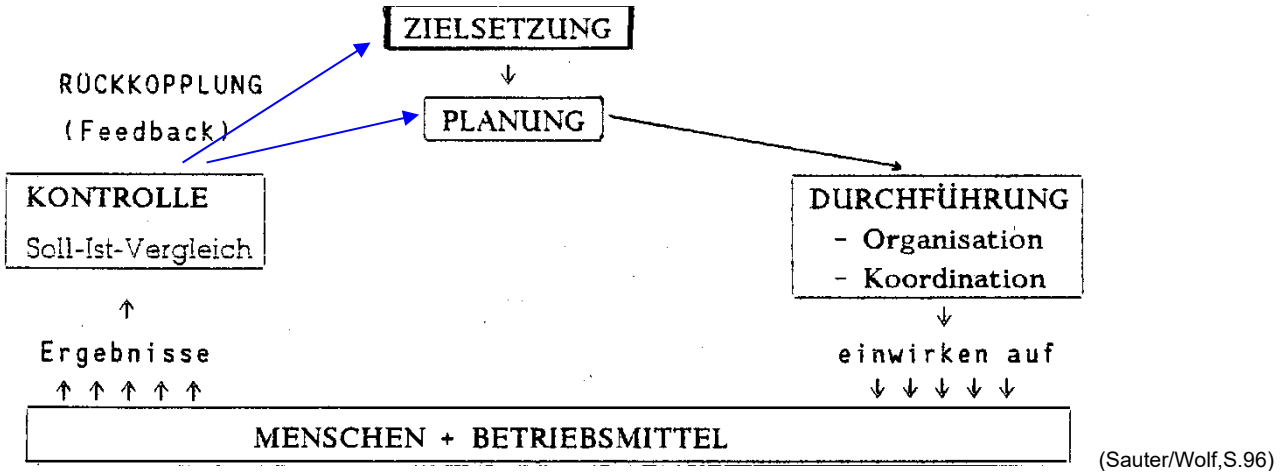 ZIELSETZUNG
RÜCKKOPPLUNG
(Feedback)
PLANUNG
KONTROLLE
Soll-Ist-Vergleich
DURCHFÜHRUNG
- Organisation
- Koordination
Ergebnisse
einwirken auf
MENSCHEN + BETRIEBSMITTEL
(Sauter/Wolf,S.96)